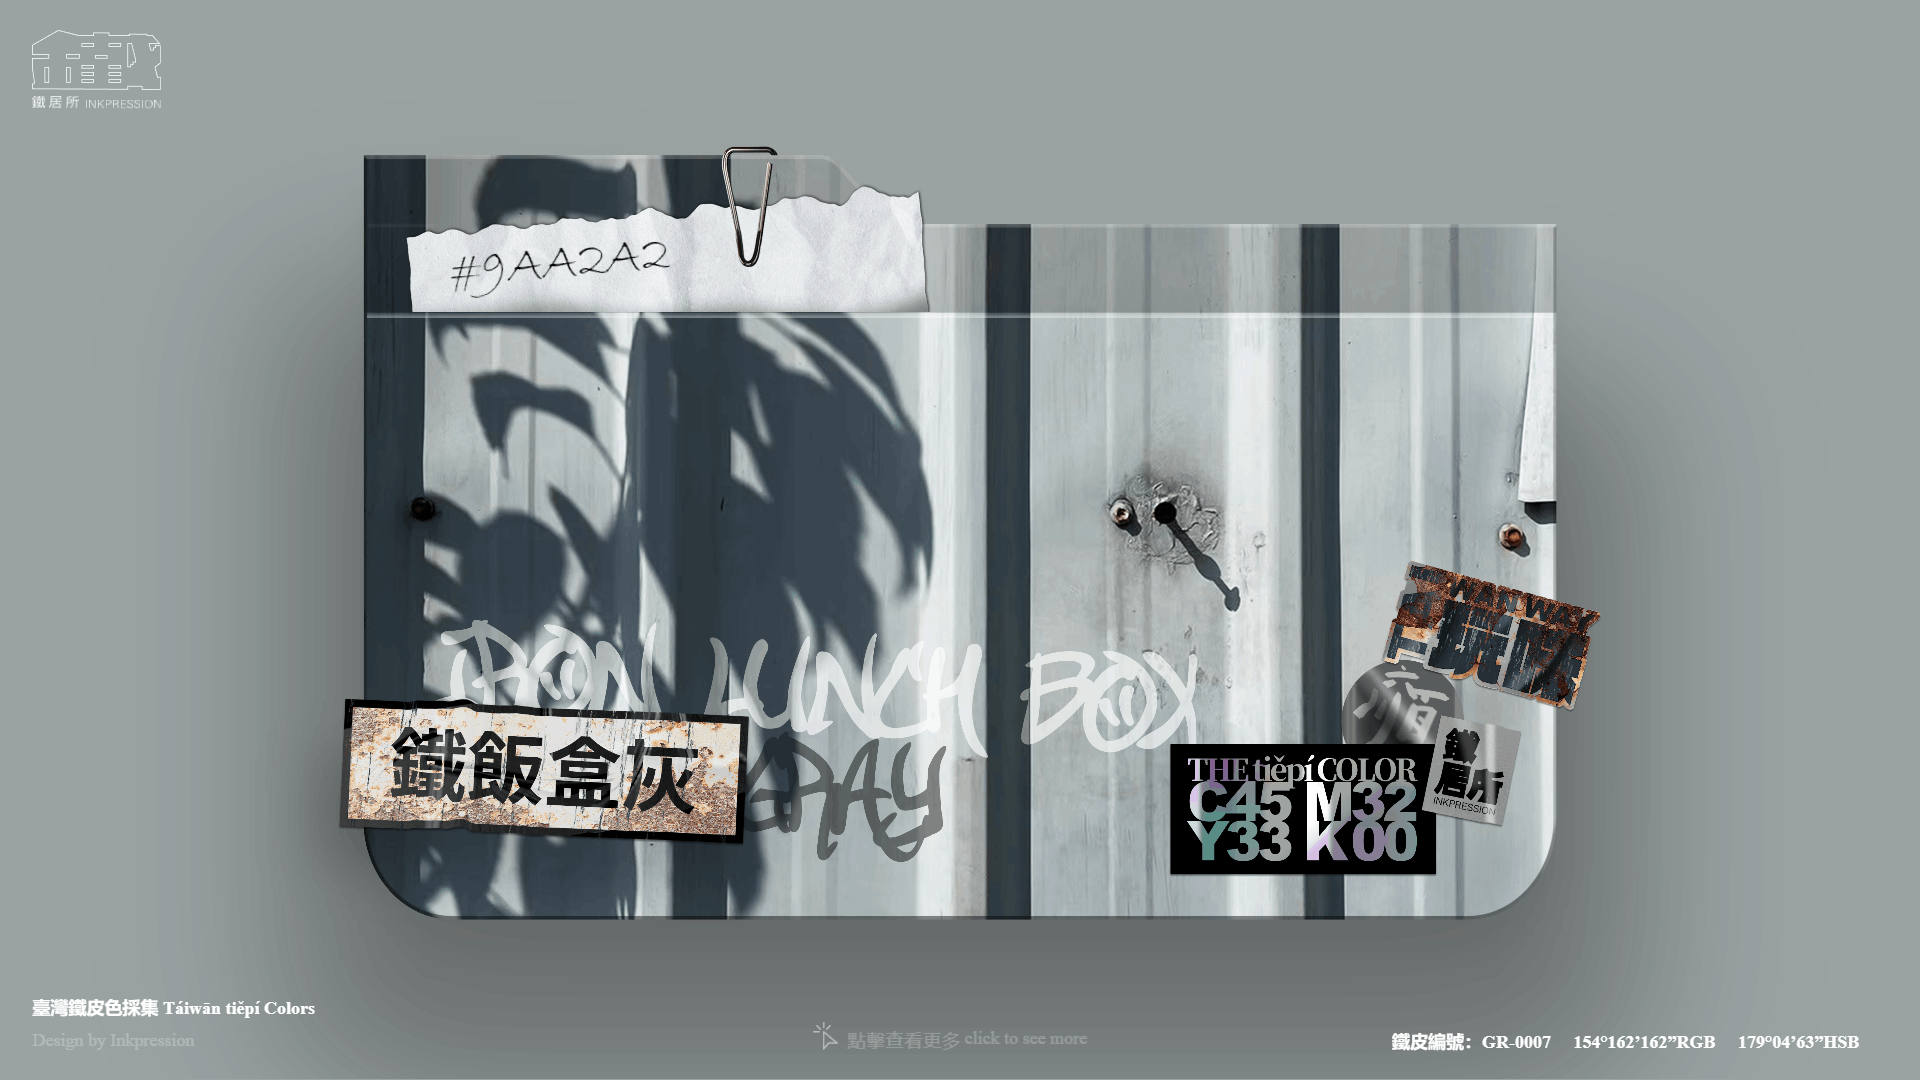 鐵居所 INKPRESSION
#9AA2A2
IRON LUNCH BOX
GRAY
鐵飯盒灰
TAIWAN WAY
THE tiěpí COLOR
C45 M32
Y33 K00
鐵居所
INKPRESSION
臺灣鐵皮色採集 Táiwān tiěpí Colors
Design by Inkpression
點擊查看更多 click to see more
鐵皮編號：GR-0007 154°162’162”RGB 179°04’63”HSB